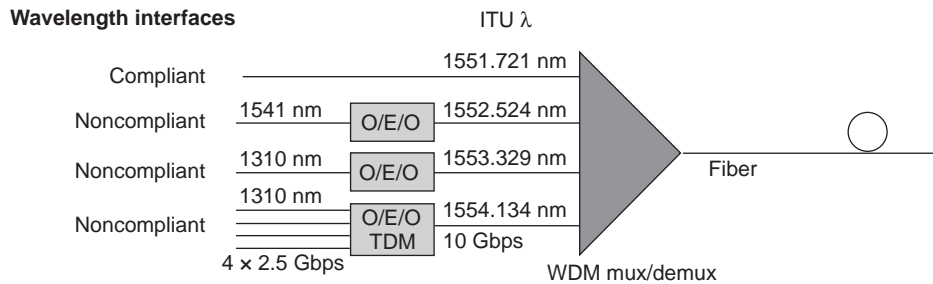 Wavelength interfaces
ITU λ
Compliant
1551.721 nm
Noncompliant
1541 nm
O/E/O
1552.524 nm
Noncompliant
1310 nm
O/E/O
1553.329 nm
Fiber
Noncompliant
1310 nm
O/E/O
TDM
1554.134 nm
10 Gbps
4 × 2.5 Gbps
WDM mux/demux